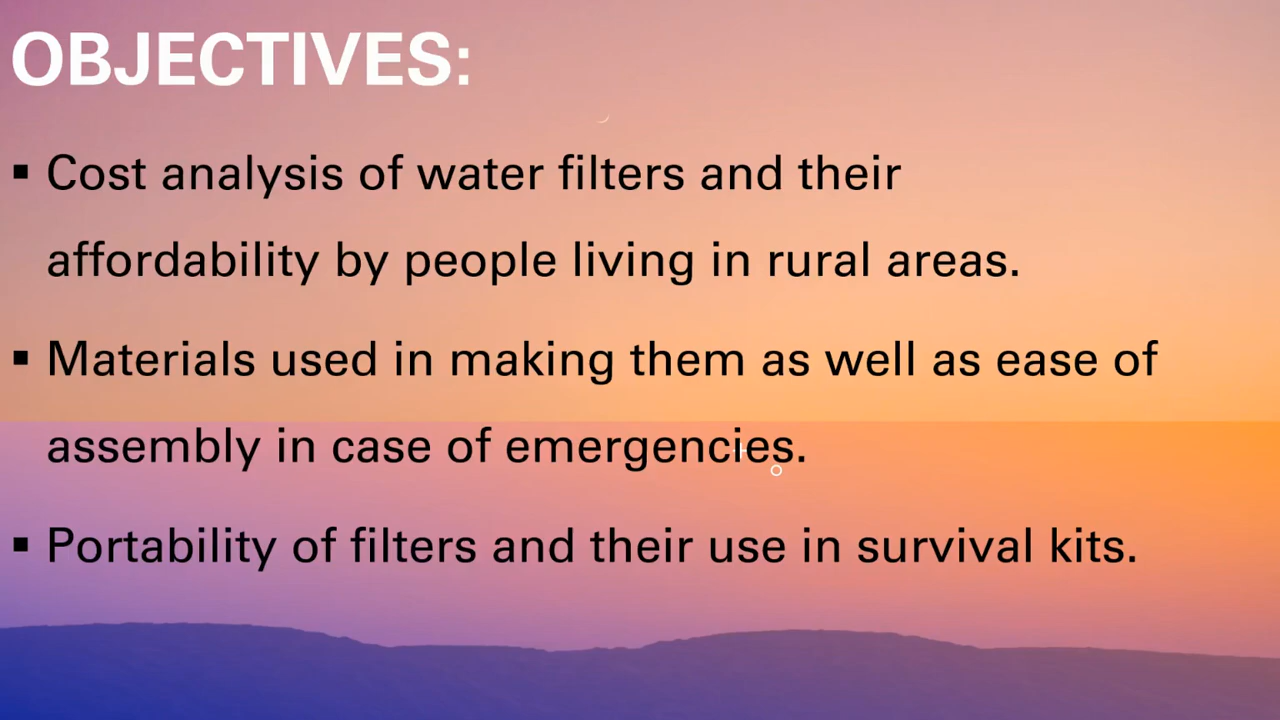 OBJECTIVES:
▪ Cost analysis of water filters and their
affordability by people living in rural areas.
▪ Materials used in making them as well as ease of
assembly in case of emergencies.
▪ Portability of filters and their use in survival kits.